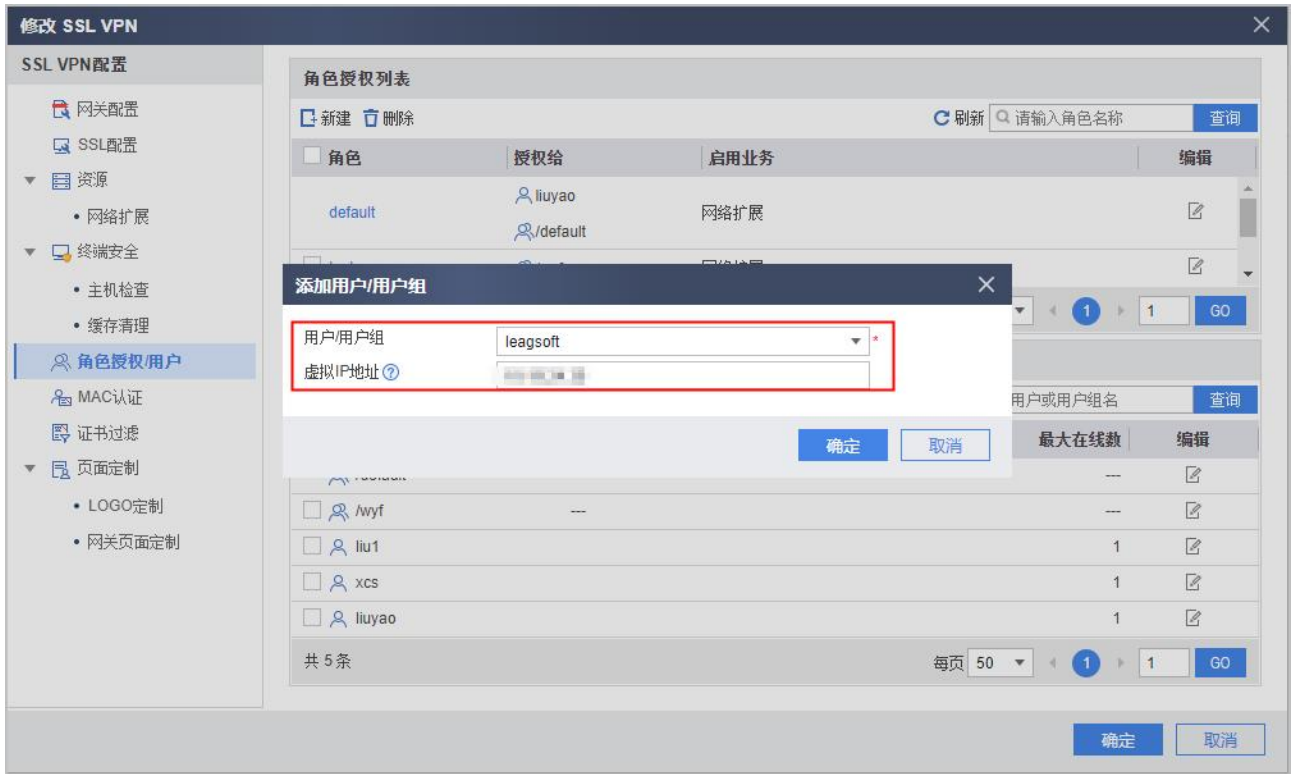 修改 SSL VPN
SSL VPN配置
网关配置
SSL配置
资源
• 网络扩展
终端安全
• 主机检查
• 缓存清理
角色授权/用户
MAC认证
证书过滤
页面定制
• LOGO定制
• 网关页面定制
角色授权列表
新建 删除 刷新 请输入角色名称 查询
角色 授权给 启用业务 编辑
default liuyao /default 网络扩展
1 1 GO
添加用户/用户组
用户/用户组 leagsoft *
虚拟IP地址
确定 取消
用户或用户组名 查询
最大在线数 编辑
---
/wyf --- ---
liu1 1
xcs 1
liuyao 1
共 5 条 每页 50 1 1 GO
确定 取消